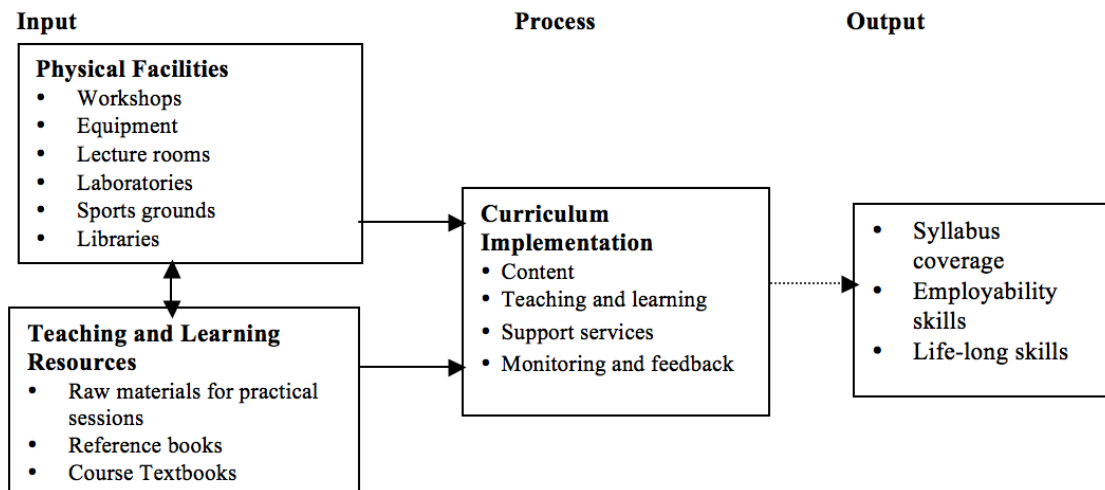 Input Process Output
Physical Facilities
• Workshops
• Equipment
• Lecture rooms
• Laboratories
• Sports grounds
• Libraries
Teaching and Learning
Resources
• Raw materials for practical
sessions
• Reference books
• Course Textbooks
Curriculum
Implementation
• Content
• Teaching and learning
• Support services
• Monitoring and feedback
• Syllabus
coverage
• Employability
skills
• Life-long skills